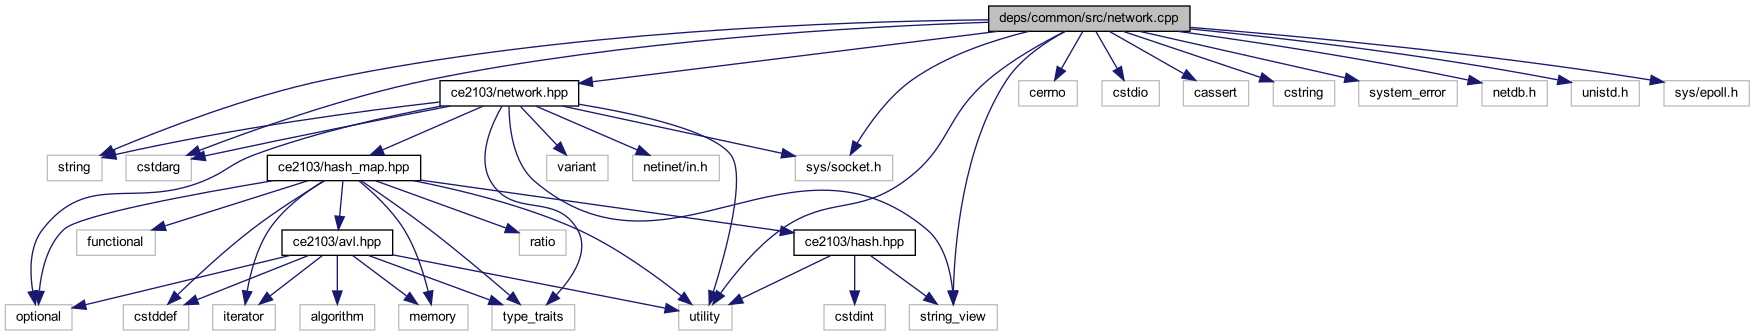 deps/common/src/network.cpp
ce2103/network.hpp
cerrno
cstdio
cassert
cstring
system_error
netdb.h
unistd.h
sys/epoll.h
string
cstdarg
ce2103/hash_map.hpp
variant
netinet/in.h
sys/socket.h
functional
ce2103/avl.hpp
ratio
ce2103/hash.hpp
optional
cstddef
iterator
algorithm
memory
type_traits
utility
cstdint
string_view